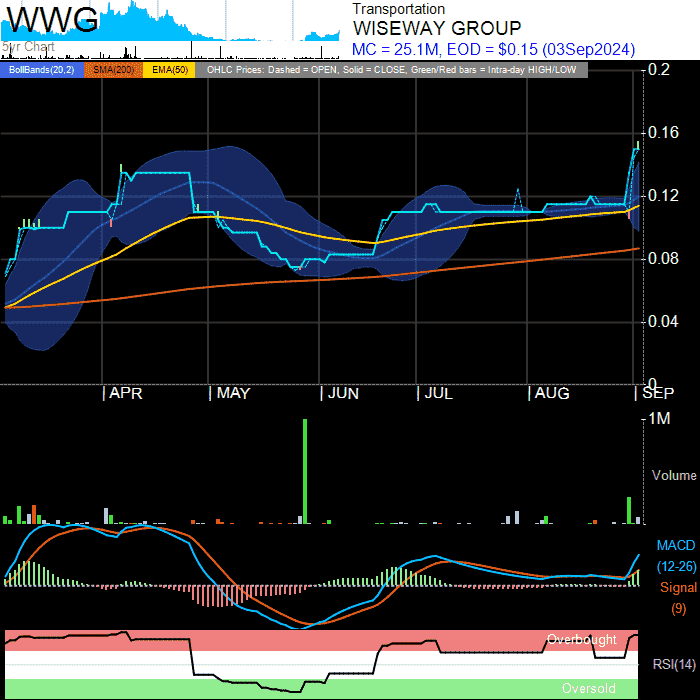 WWG
5yr Chart
Transportation
WISEWAY GROUP
MC = 25.1M, EOD = $0.15 (03Sep2024)
BollBands(20,2) SMA(200) EMA(50) OHLC Prices: Dashed = OPEN, Solid = CLOSE, Green/Red bars = Intra-day HIGH/LOW
0.2
0.16
0.12
0.08
0.04
0
| APR | MAY | JUN | JUL | AUG | SEP
1M
Volume
MACD
(12-26)
Signal
(9)
Overbought
RSI(14)
Oversold